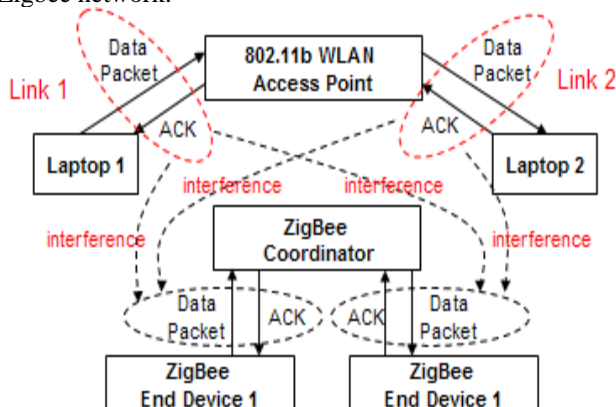 Zigbee network.
Data
Packet
Link 1
802.11b WLAN
Access Point
Data
Packet
Link 2
ACK
ACK
Laptop 1
Laptop 2
interference
interference
interference
interference
ZigBee
Coordinator
Data
Packet
ACK
ACK
Data
Packet
ZigBee
End Device 1
ZigBee
End Device 1